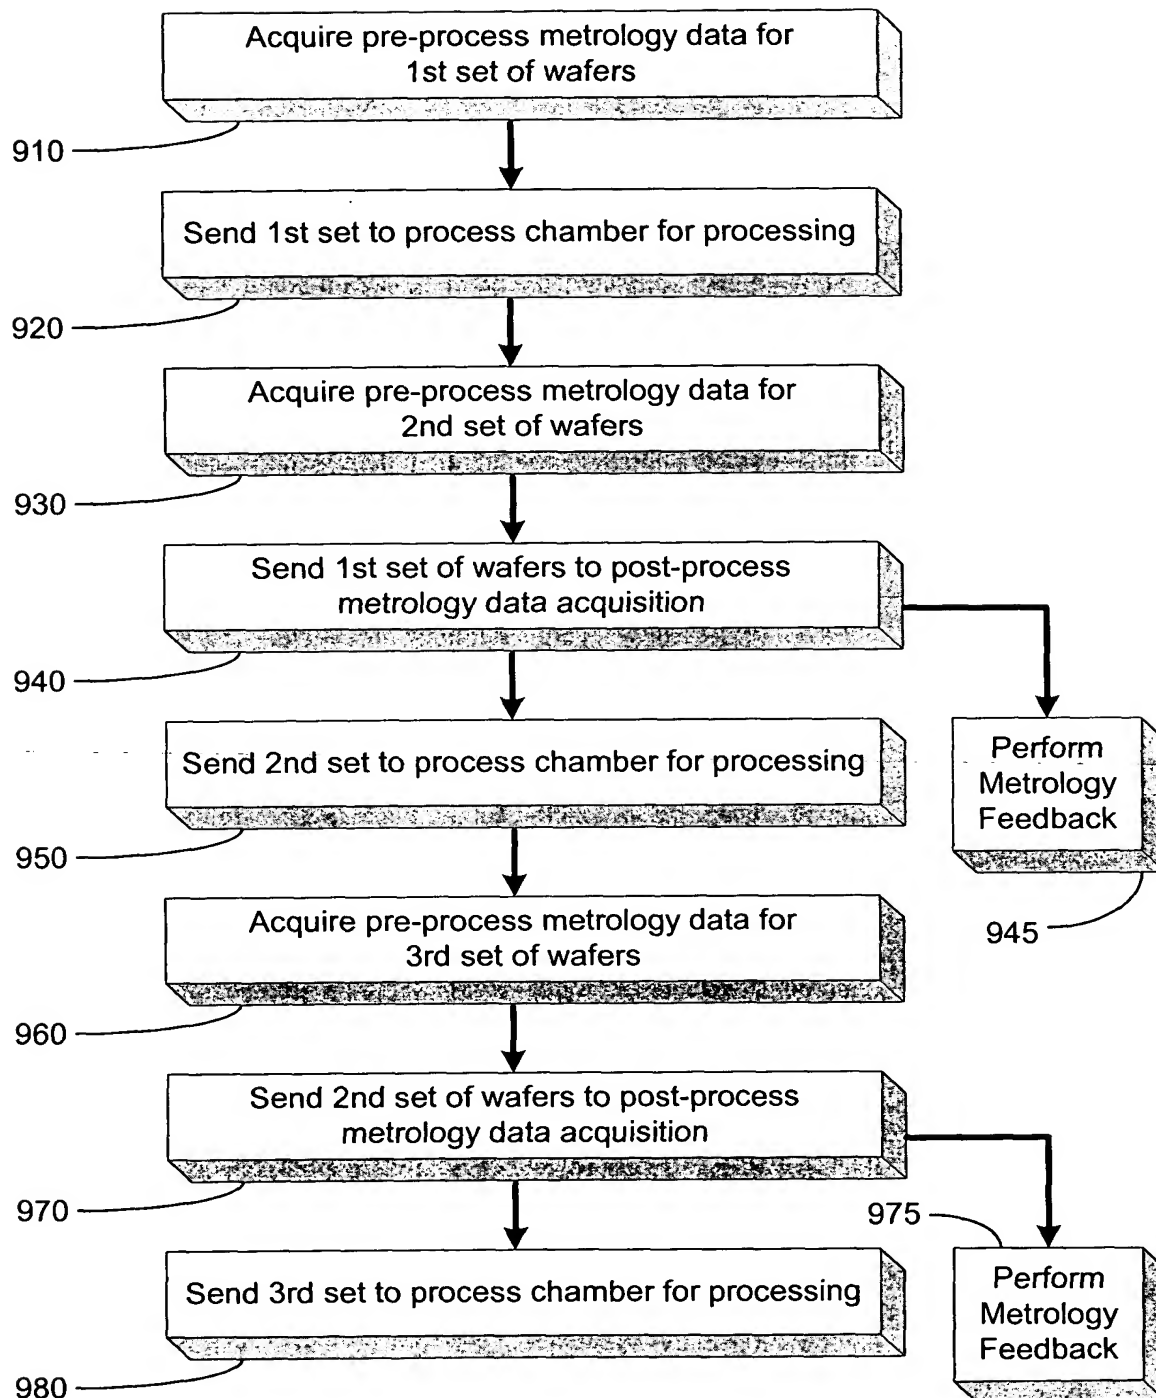 Acquire pre-process metrology data for
1st set of wafers
910
Send 1st set to process chamber for processing
920
Acquire pre-process metrology data for
2nd set of wafers
930
Send 1st set of wafers to post-process
metrology data acquisition
940
Send 2nd set to process chamber for processing
950
Perform
Metrology
Feedback
945
Acquire pre-process metrology data for
3rd set of wafers
960
Send 2nd set of wafers to post-process
metrology data acquisition
970
975
Send 3rd set to process chamber for processing
980
Perform
Metrology
Feedback